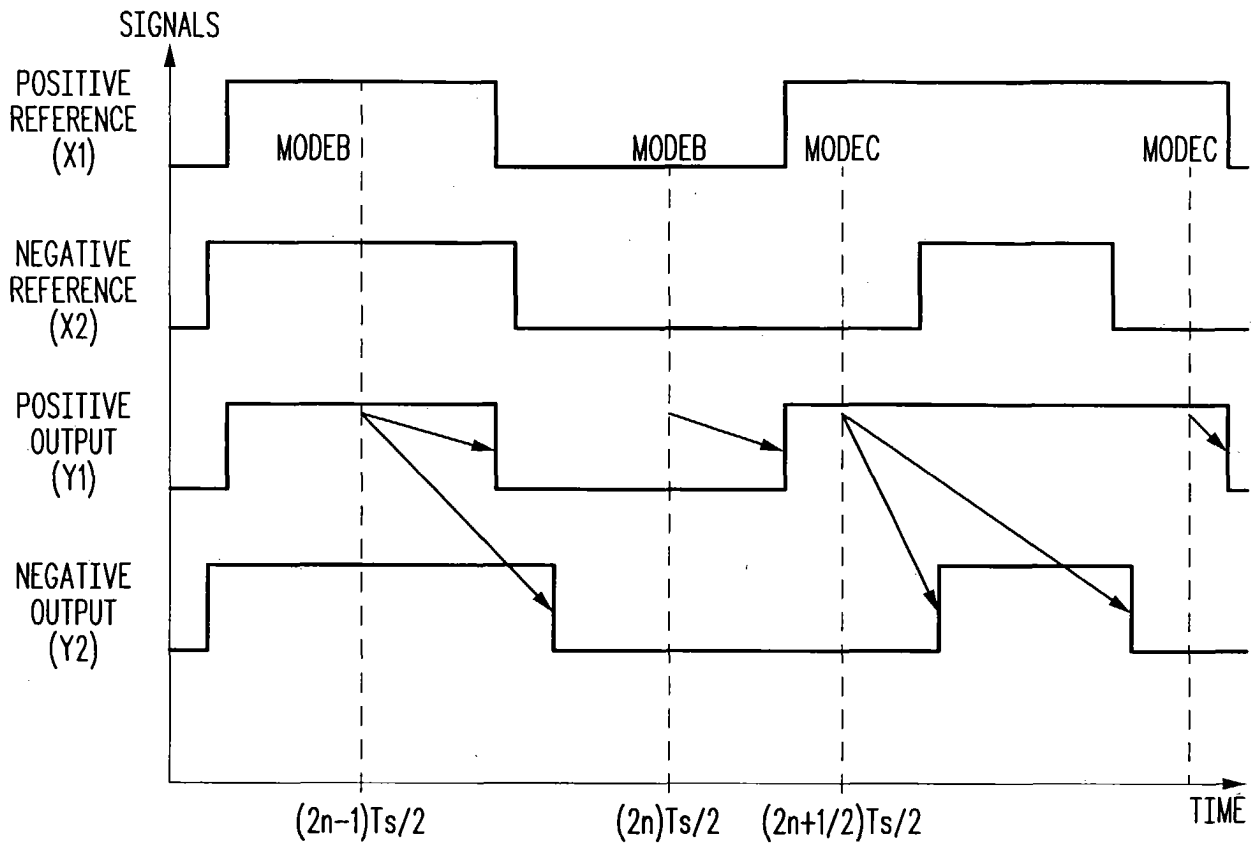 SIGNALS
POSITIVE
REFERENCE
(X1)
MODEB
MODEB
MODEC
MODEC
NEGATIVE
REFERENCE
(X2)
POSITIVE
OUTPUT
(Y1)
NEGATIVE
OUTPUT
(Y2)
(2n-1)Ts/2
(2n)Ts/2
(2n+1/2)Ts/2
TIME